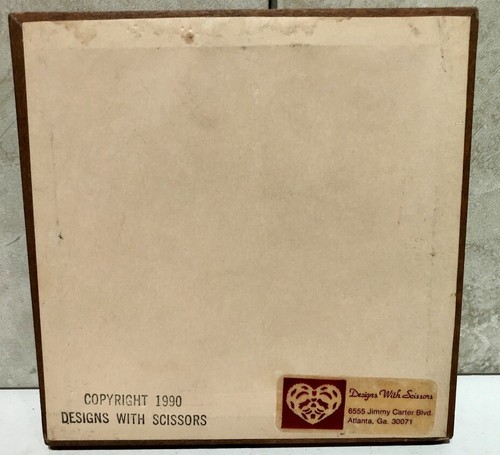 COPYRIGHT 1990
DESIGNS WITH SCISSORS
Designs With Scissors
6555 Jimmy Carter Blvd.
Atlanta, Ga. 30071